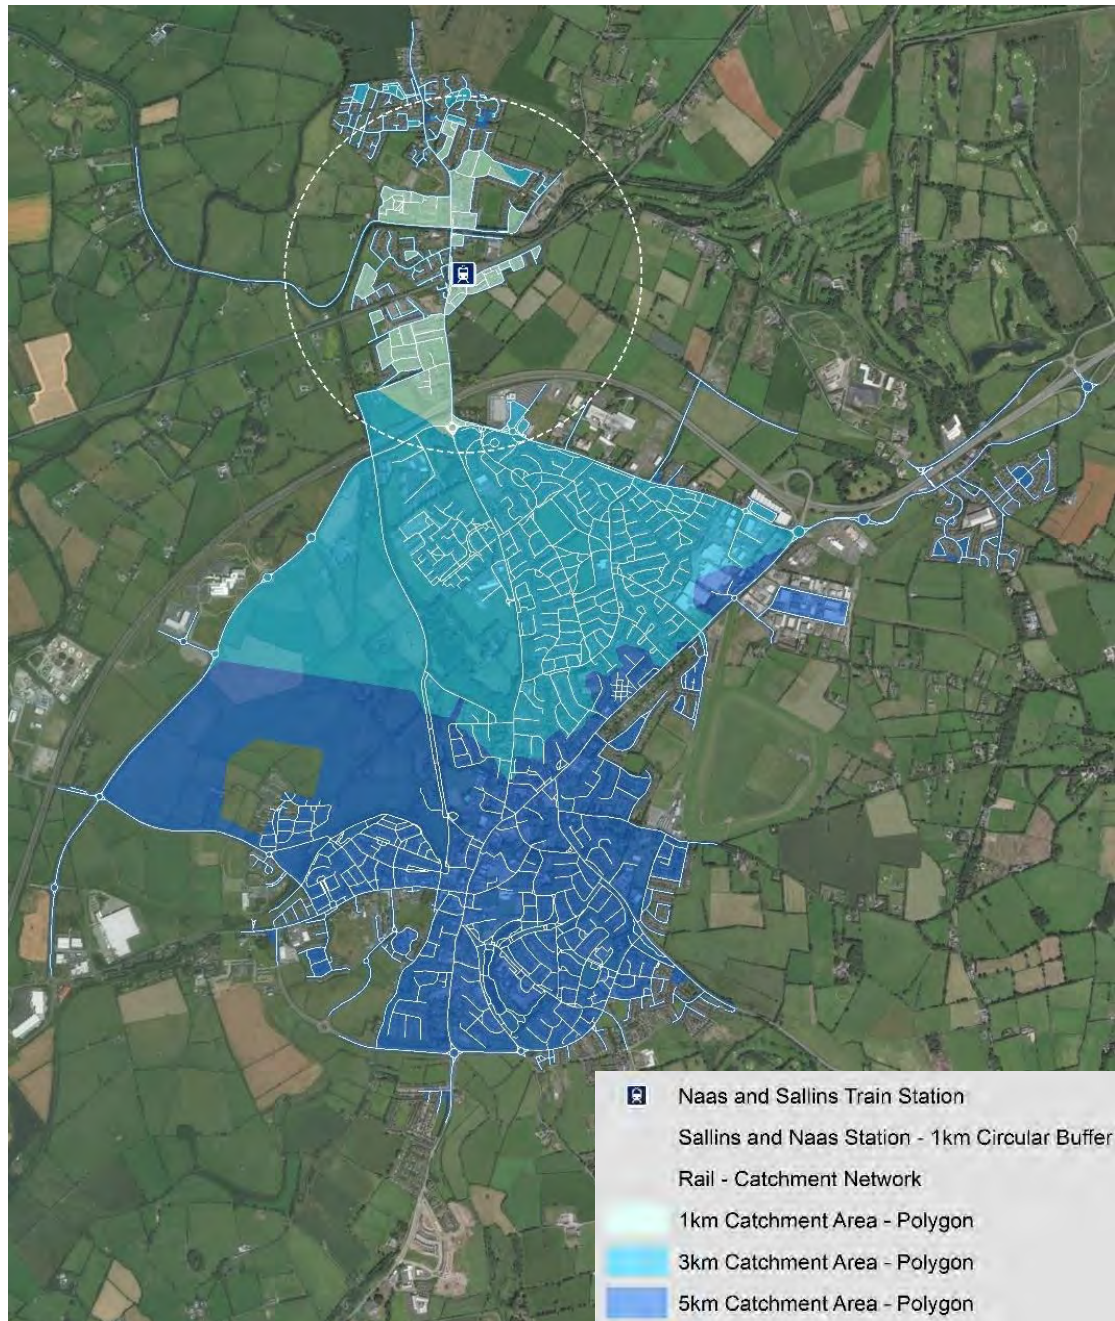 Naas and Sallins Train Station
Sallins and Naas Station - 1km Circular Buffer
Rail - Catchment Network
1km Catchment Area - Polygon
3km Catchment Area - Polygon
5km Catchment Area - Polygon